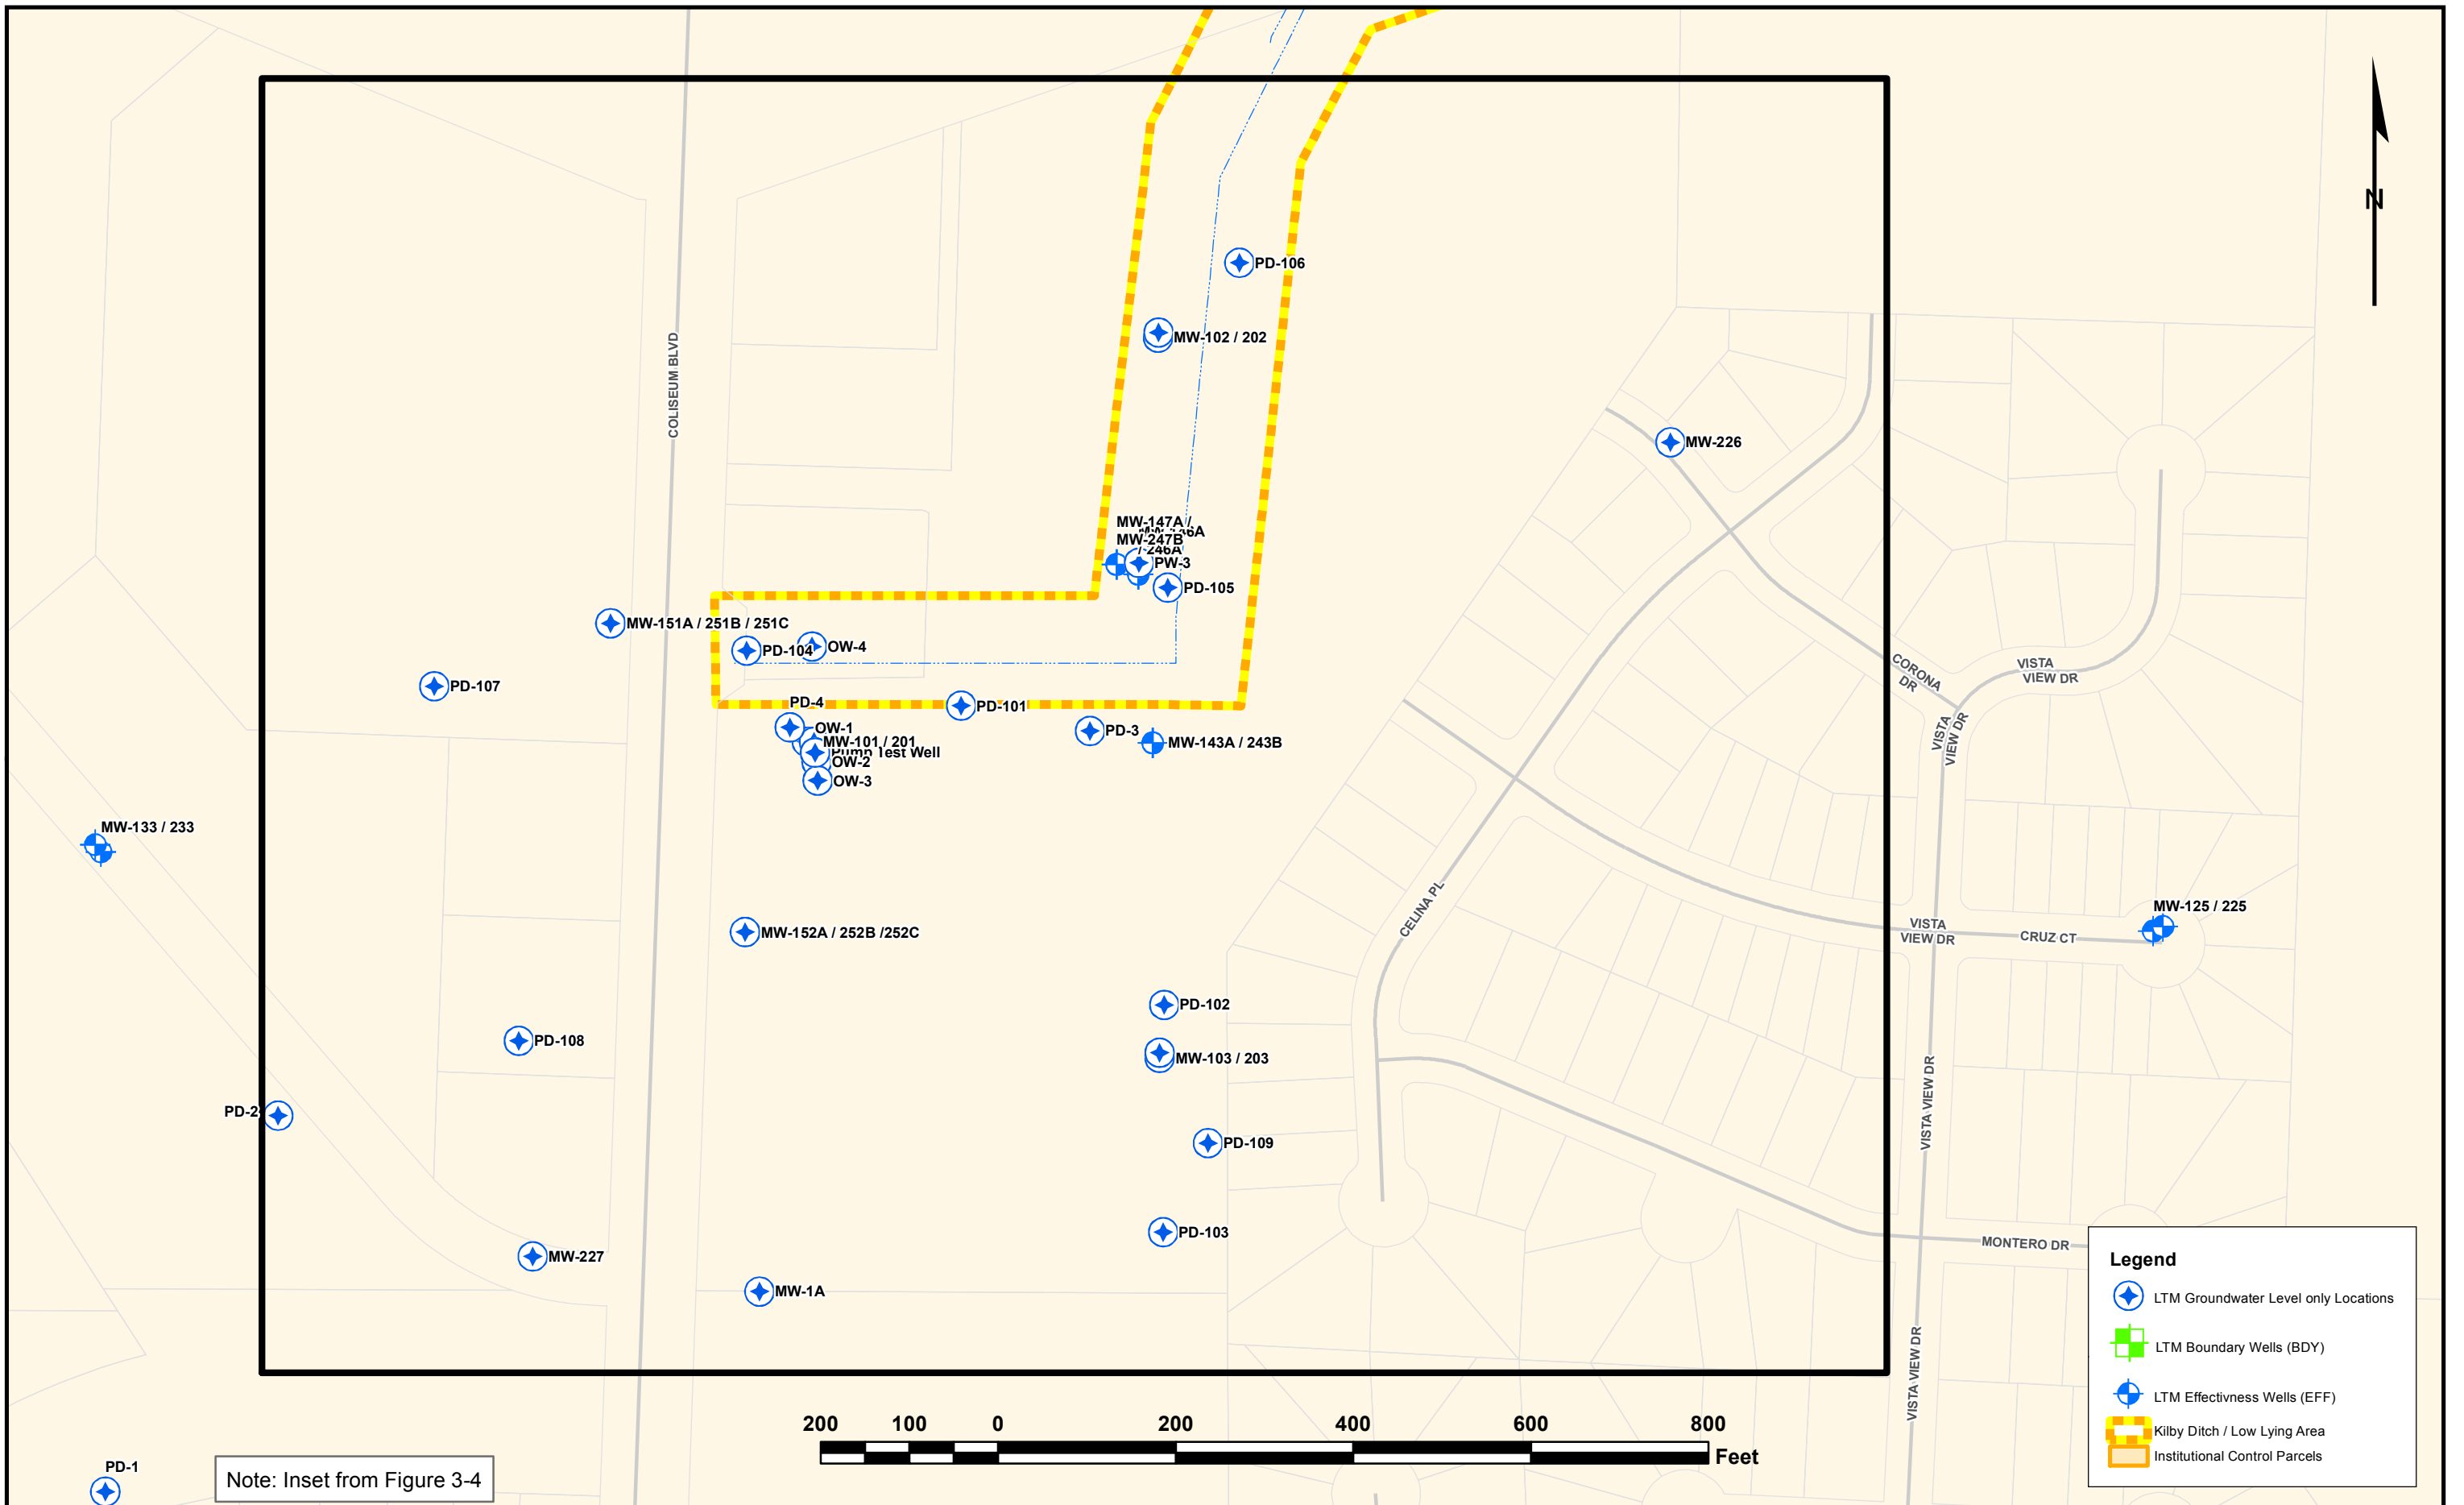 N
PD-106
MW-102 / 202
COLISEUM BLVD
MW-226
MW-147A /
MW-247B
/ 246A
PW-3
PD-105
MW-151A / 251B / 251C
PD-104
OW-4
PD-107
PD-4
PD-101
OW-1
PD-3
MW-101 / 201
MW-143A / 243B
Pump Test Well
OW-2
OW-3
CORONA
DR
VISTA
VIEW DR
VISTA
VIEW DR
MW-133 / 233
CELINA PL
MW-125 / 225
VISTA
VIEW DR
CRUZ CT
MW-152A / 252B /252C
PD-102
PD-108
MW-103 / 203
VISTA VIEW DR
PD-2
PD-109
PD-103
MONTERO DR
MW-227
MW-1A
VISTA VIEW DR
Legend
LTM Groundwater Level only Locations
LTM Boundary Wells (BDY)
LTM Effectivness Wells (EFF)
Kilby Ditch / Low Lying Area
Institutional Control Parcels
200 100 0 200 400 600 800
Feet
PD-1
Note: Inset from Figure 3-4